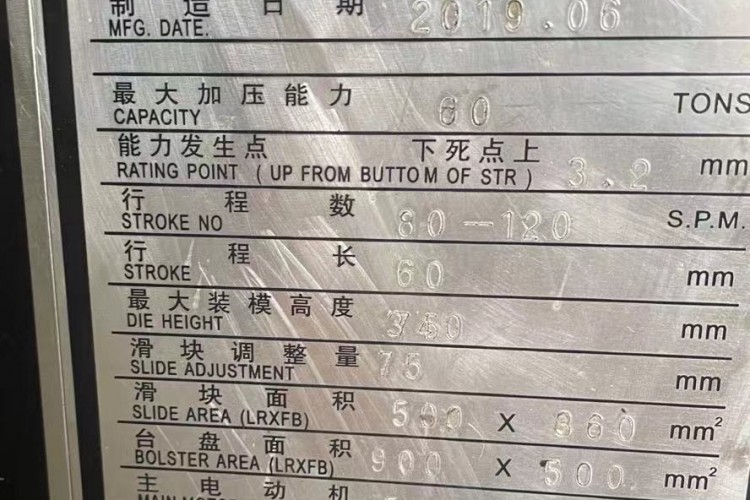 制造日期 2019.06
MFG. DATE.
最大加压能力 60 TONS
CAPACITY
能力发生点 下死点上 3.2 mm
RATING POINT ( UP FROM BUTTOM OF STR )
行程数 80-120 S.P.M.
STROKE NO
行程长 60 mm
STROKE
最大装模高度 mm
DIE HEIGHT
滑块调整量 75 mm
SLIDE ADJUSTMENT
滑块面积 X mm²
SLIDE AREA (LRXFB)
台盘面积 900 X 500 mm²
BOLSTER AREA (LRXFB)
主电动机